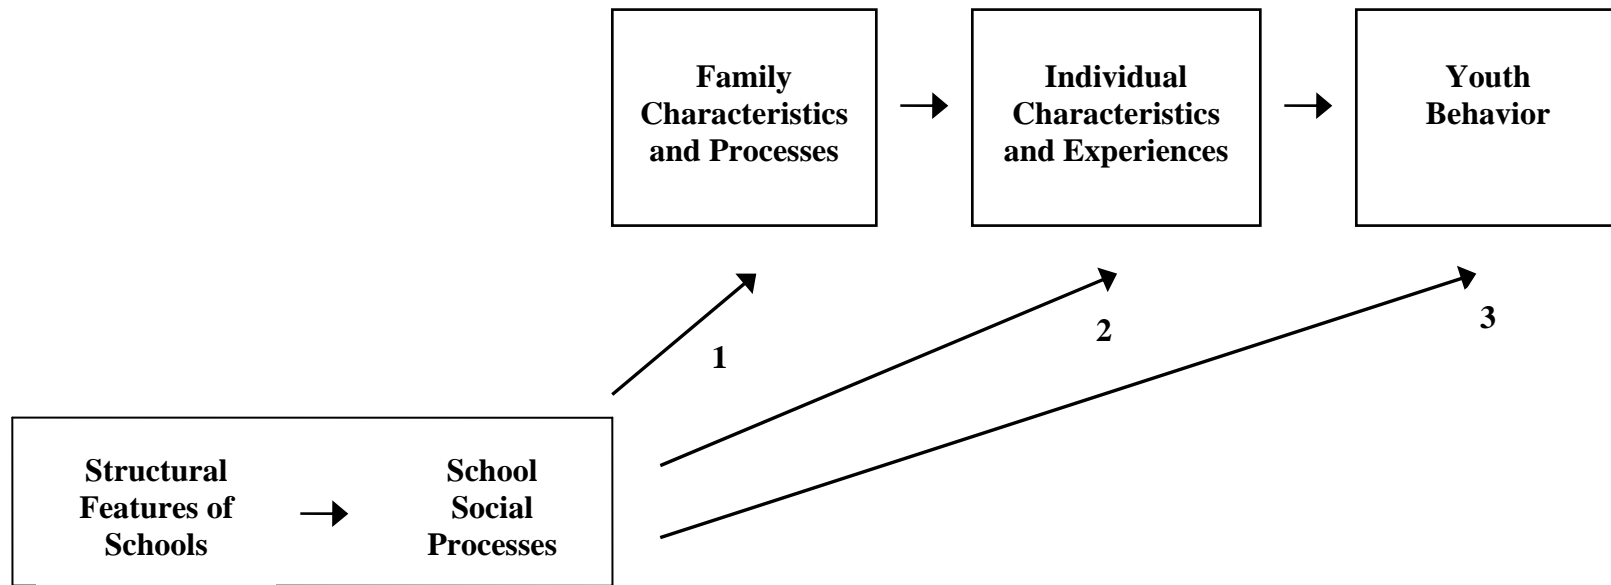 Family
Characteristics
and Processes
Individual
Characteristics
and Experiences
Youth
Behavior
1
2
3
Structural
Features of
Schools
School
Social
Processes